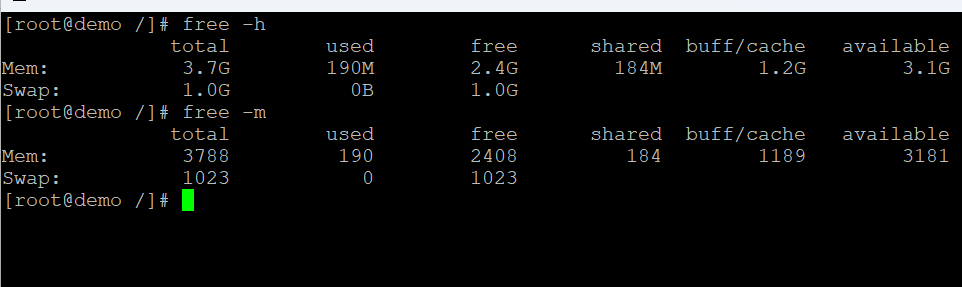 [root@demo /]# free -h
              total        used        free      shared  buff/cache   available
Mem:           3.7G        190M        2.4G        184M        1.2G        3.1G
Swap:          1.0G          0B        1.0G
[root@demo /]# free -m
              total        used        free      shared  buff/cache   available
Mem:           3788         190        2408         184        1189        3181
Swap:          1023           0        1023
[root@demo /]#